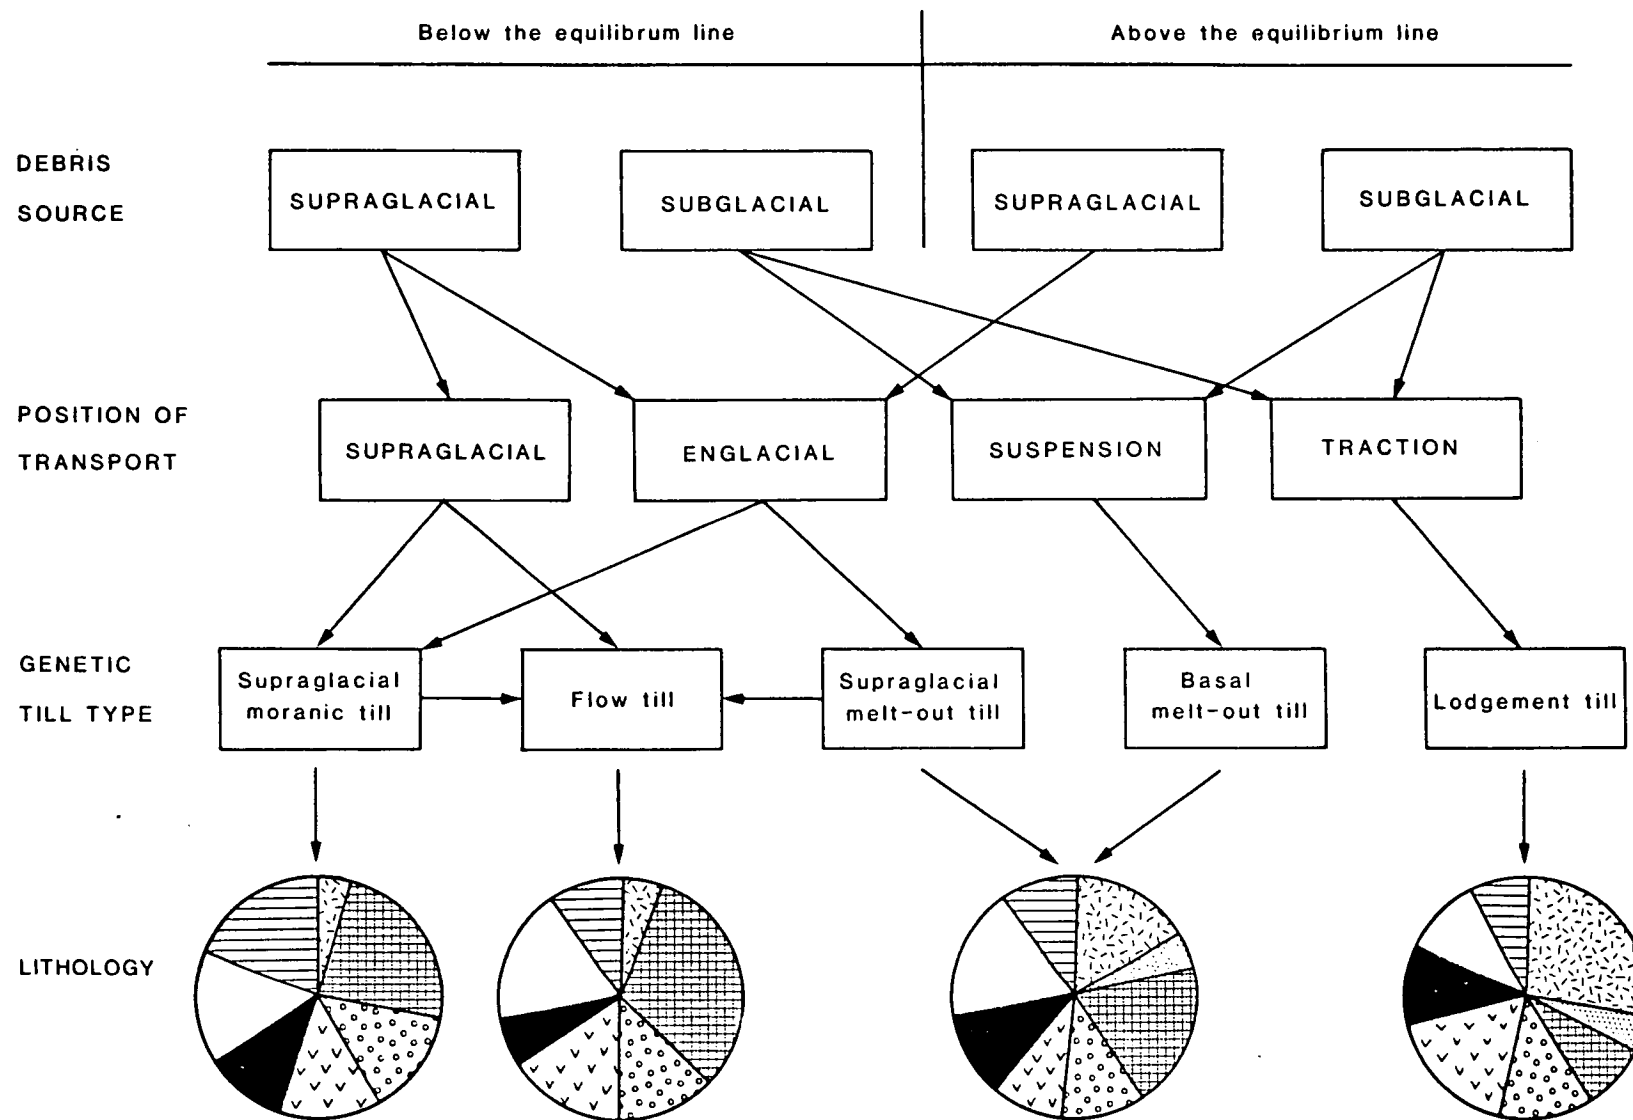 Below the equilibrum line
Above the equilibrium line
DEBRIS
SOURCE
SUPRAGLACIAL
SUBGLACIAL
SUPRAGLACIAL
SUBGLACIAL
POSITION OF
TRANSPORT
SUPRAGLACIAL
ENGLACIAL
SUSPENSION
TRACTION
GENETIC
TILL TYPE
Supraglacial
moranic till
Flow till
Supraglacial
melt-out till
Basal
melt-out till
Lodgement till
LITHOLOGY